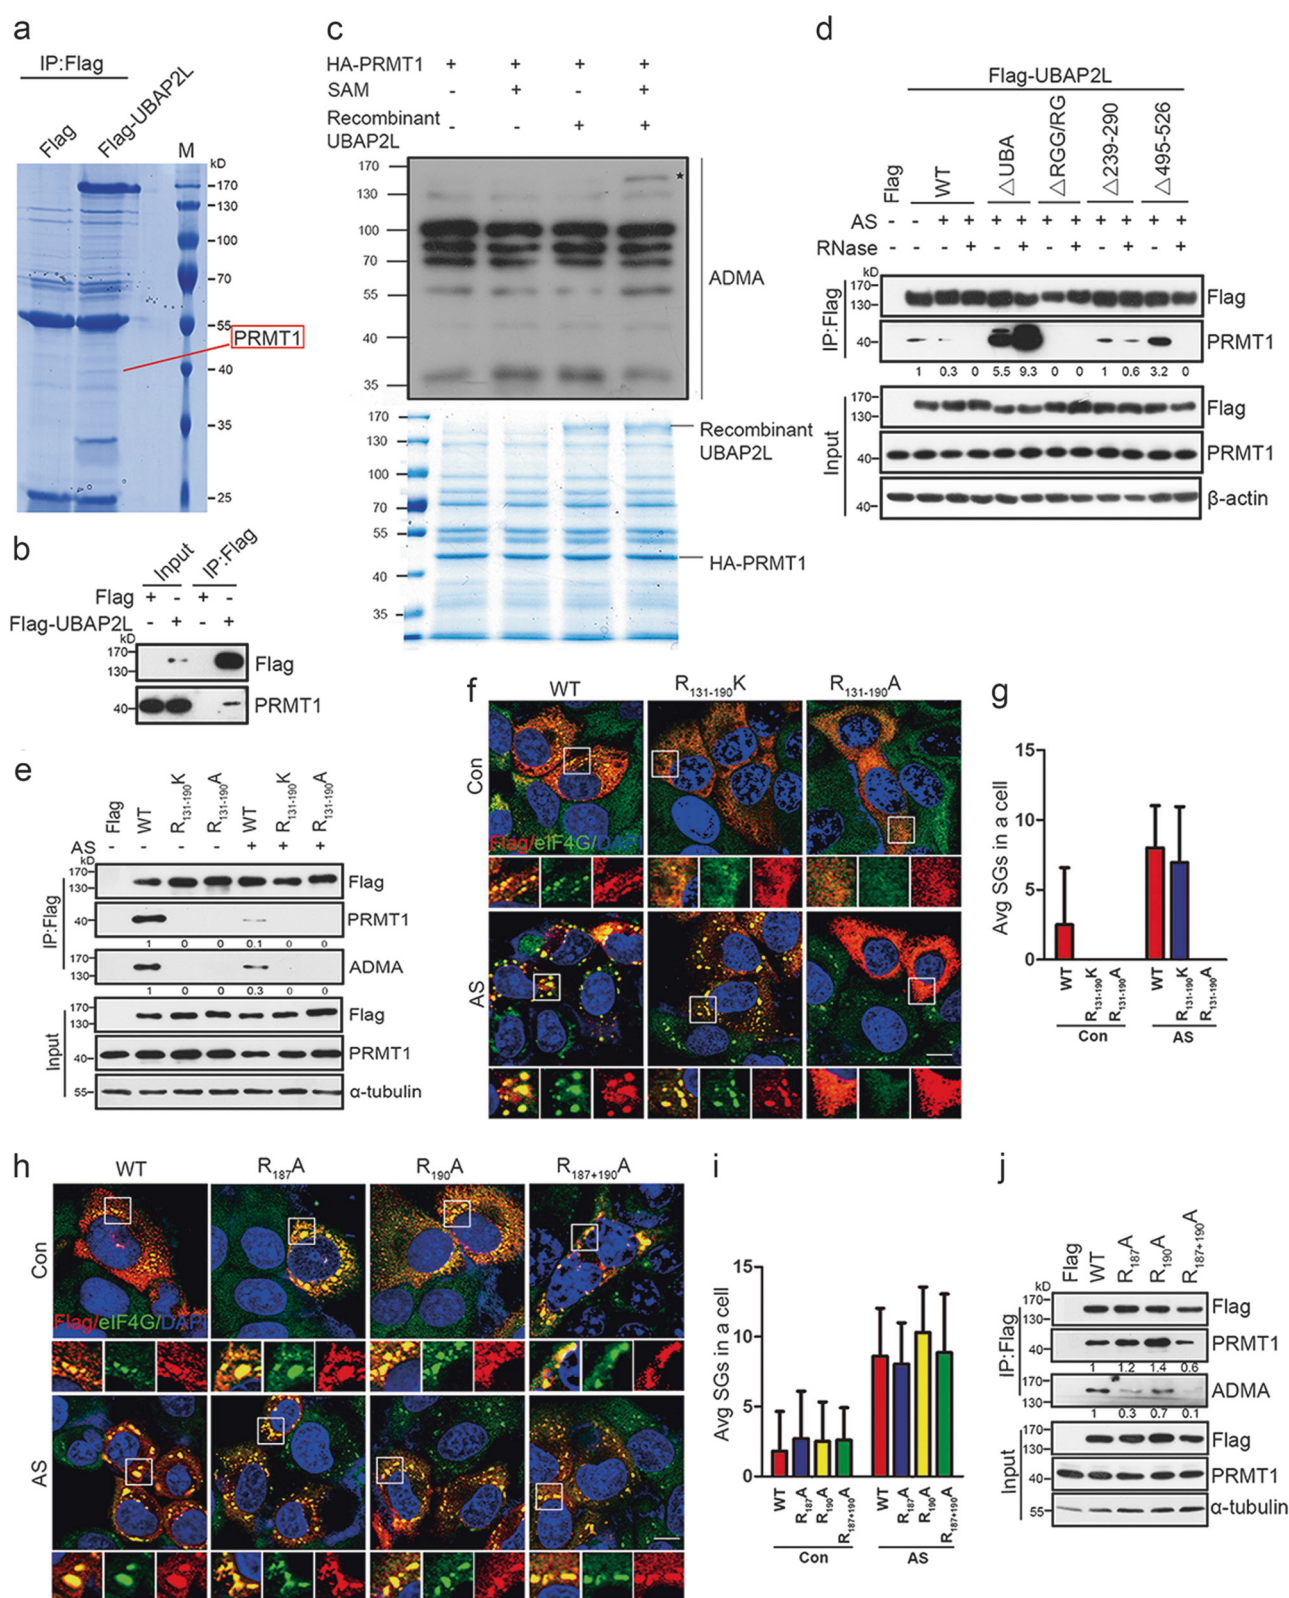 a
IP:Flag
Flag
Flag-UBAP2L
M
kD
170
130
100
70
55
PRMT1
40
35
25
b
Input
IP:Flag
Flag + - + -
Flag-UBAP2L - + - +
kD
170
130
Flag
40
PRMT1
c
HA-PRMT1 + + + +
SAM - + - +
Recombinant UBAP2L - - + +
170
130
100
70
55
40
35
*
ADMA
170
130
100
70
55
40
35
Recombinant
UBAP2L
HA-PRMT1
d
Flag-UBAP2L
Flag
WT
△UBA
△RGG/RG
△239-290
△495-526
AS - - + + + + + + + + + +
RNase - - - + - + - + - + - +
kD
IP:Flag
170
130
Flag
40
PRMT1
1 0.3 0 5.5 9.3 0 0 1 0.6 3.2 0
Input
170
130
Flag
40
PRMT1
40
β-actin
e
Flag
WT
R131-190K
R131-190A
WT
R131-190K
R131-190A
AS - - - - + + +
kD
IP:Flag
170
130
Flag
40
PRMT1
1 0 0 0.1 0 0
170
130
ADMA
1 0 0 0.3 0 0
Input
170
130
Flag
40
PRMT1
55
α-tubulin
f
WT
R131-190K
R131-190A
Con
Flag/eIF4G/DAPI
AS
g
Avg SGs in a cell
15
10
5
0
WT
R131-190K
R131-190A
WT
R131-190K
R131-190A
Con
AS
h
WT
R187A
R190A
R187+190A
Con
Flag/eIF4G/DAPI
AS
i
Avg SGs in a cell
15
10
5
0
WT
R187A
R190A
R187+190A
WT
R187A
R190A
R187+190A
Con
AS
j
Flag
WT
R187A
R190A
R187+190A
kD
IP:Flag
170
130
Flag
40
PRMT1
1 1.2 1.4 0.6
170
130
ADMA
1 0.3 0.7 0.1
Input
170
130
Flag
40
PRMT1
55
α-tubulin